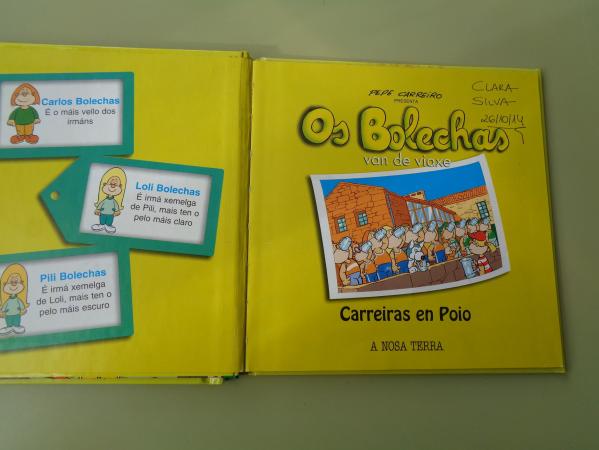 Carlos Bolechas
É o máis vello dos
irmáns
Loli Bolechas
É irmá xemelga
de Pili, mais ten o
pelo máis claro
Pili Bolechas
É irmá xemelga
de Loli, mais ten o
pelo máis escuro
PEPE CARREIRO
PRESENTA
Os Bolechas
van de viaxe
CLARA
SILVA
26/10/14
Carreiras en Poio
A NOSA TERRA